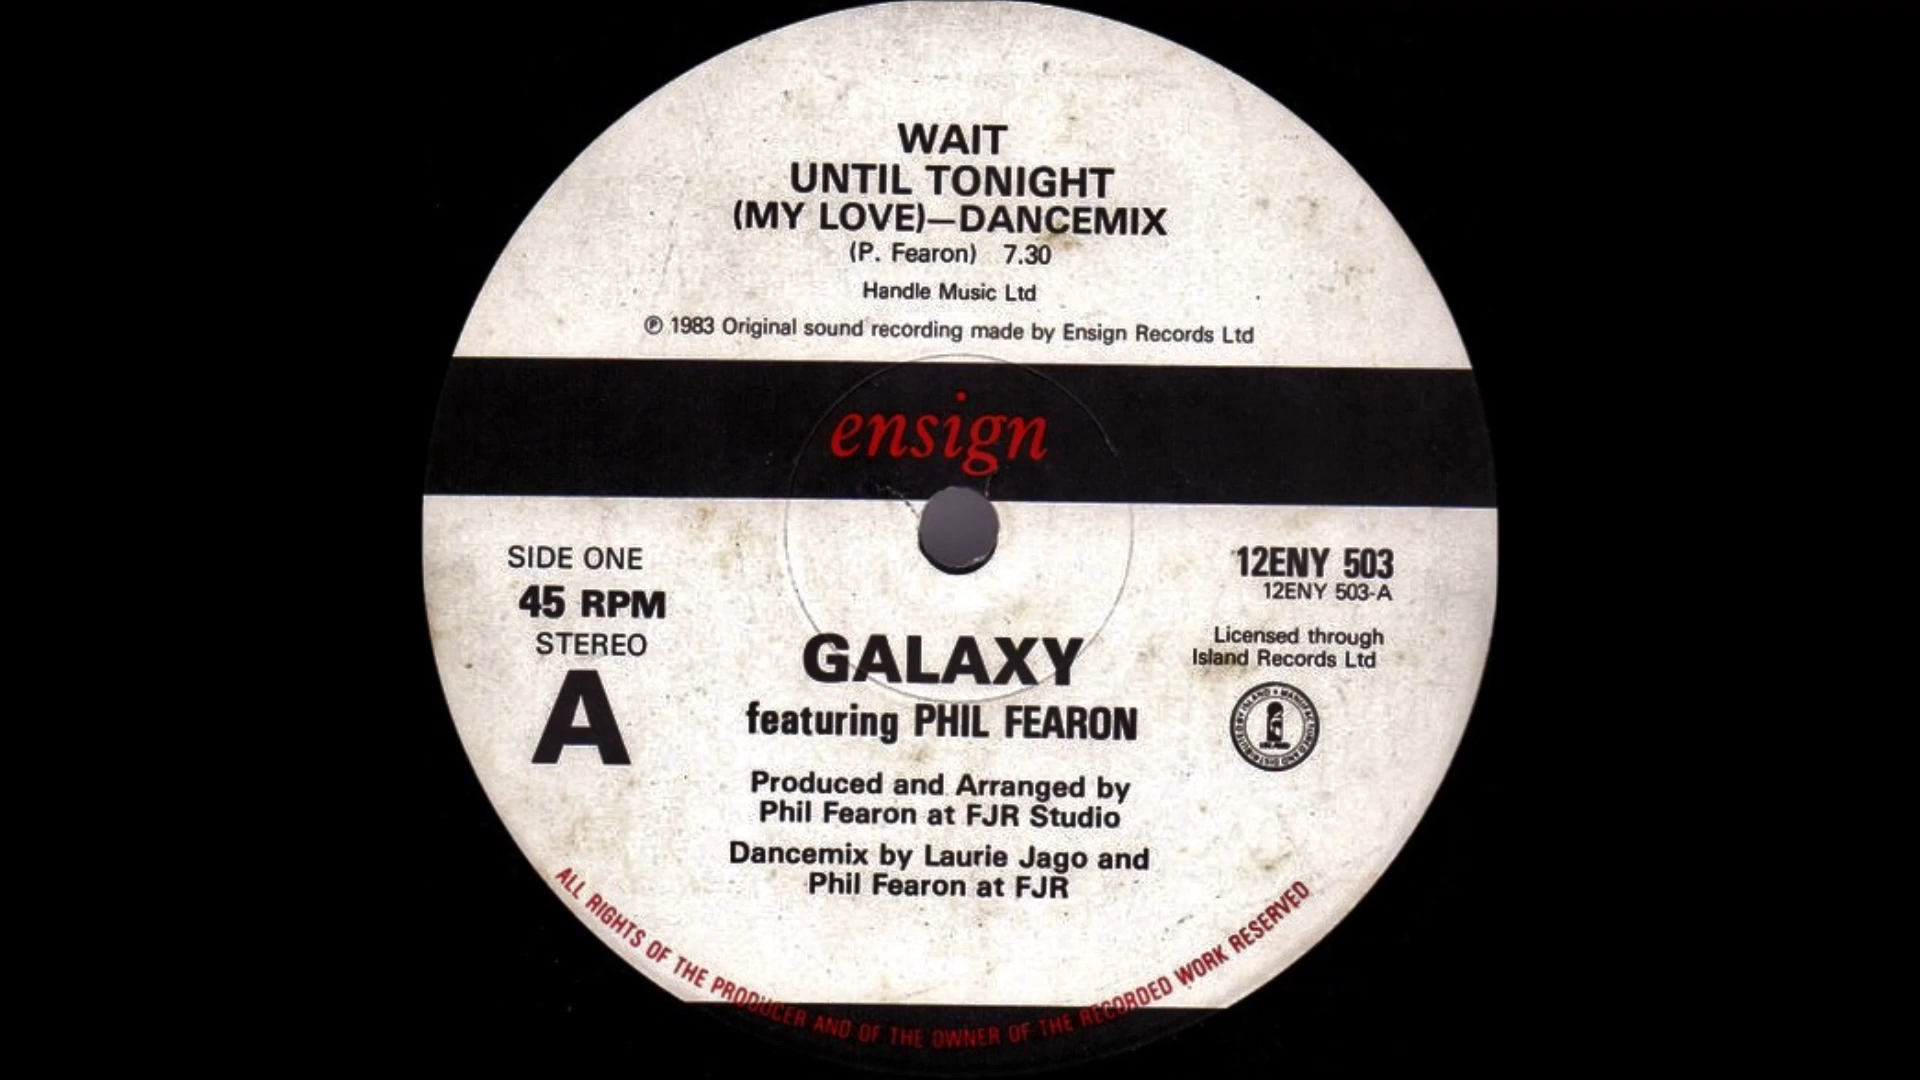 WAIT
UNTIL TONIGHT
(MY LOVE)—DANCEMIX
(P. Fearon) 7.30
Handle Music Ltd
℗ 1983 Original sound recording made by Ensign Records Ltd
ensign
SIDE ONE
45 RPM
STEREO
A
12ENY 503
12ENY 503-A
Licensed through
Island Records Ltd
GALAXY
featuring PHIL FEARON
Produced and Arranged by
Phil Fearon at FJR Studio
Dancemix by Laurie Jago and
Phil Fearon at FJR
ALL RIGHTS OF THE PRODUCER AND OF THE OWNER OF THE RECORDED WORK RESERVED